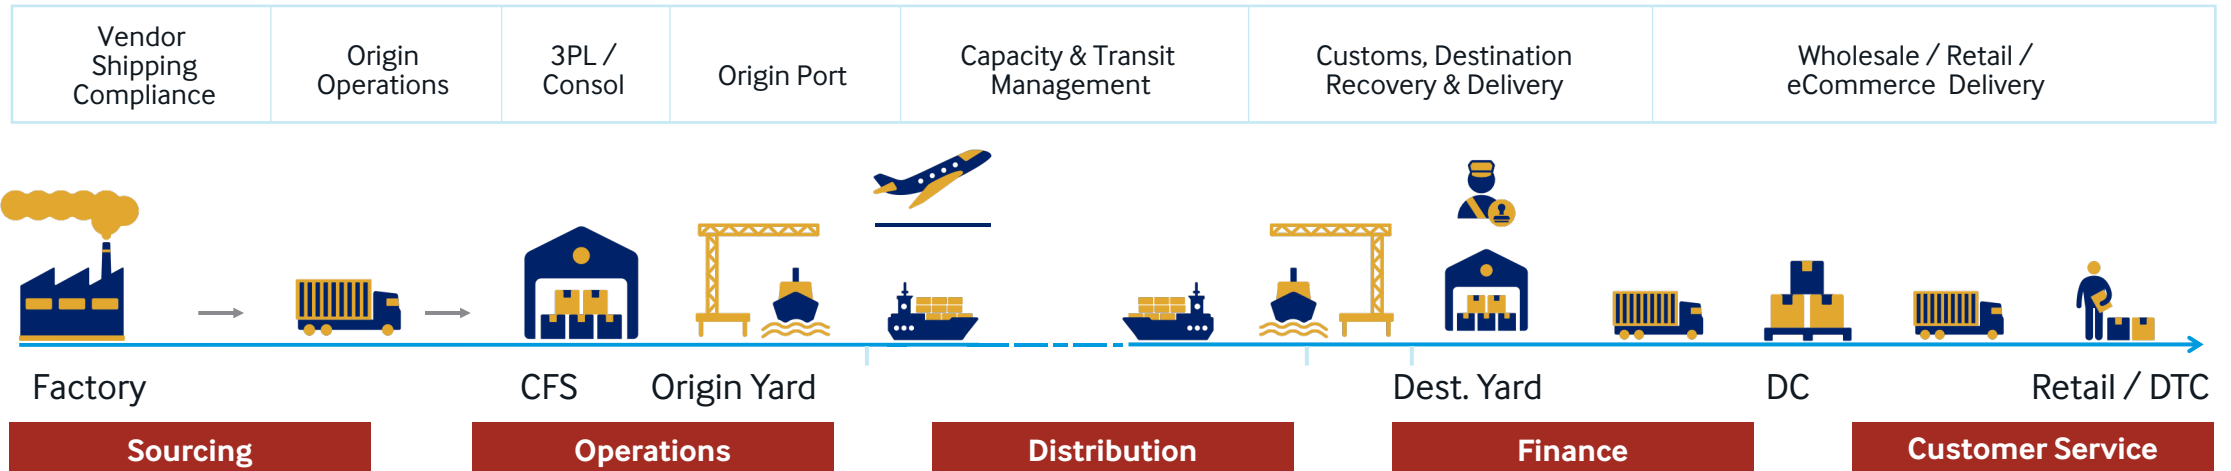 Vendor
Shipping
Compliance
Origin
Operations
3PL /
Consol
Origin Port
Capacity & Transit
Management
Customs, Destination
Recovery & Delivery
Wholesale / Retail /
eCommerce Delivery
Factory
CFS
Origin Yard
Dest. Yard
DC
Retail / DTC
Sourcing
Operations
Distribution
Finance
Customer Service